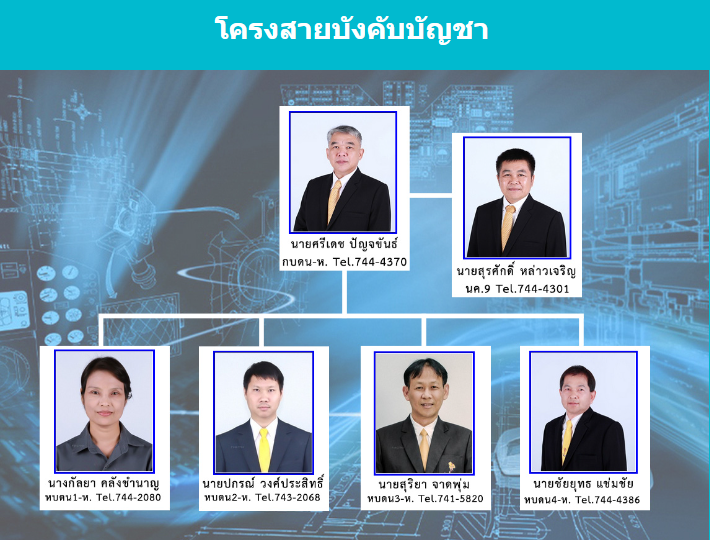 โครงสายบังคับบัญชา
นายศรีเดช ปัญจขันธ์
กบดน-ห. Tel.744-4370
นายสุรศักดิ์ หล่าวเจริญ
นค.9 Tel.744-4301
นางกัลยา คลังชำนาญ
หบดน1-ห. Tel.744-2080
นายปกรณ์ วงศ์ประสิทธิ์
หบดน2-ห. Tel.743-2068
นายสุริยา จาดพุ่ม
หบดน3-ห. Tel.741-5820
นายชัยยุทธ แช่มชัย
หบดน4-ห. Tel.744-4386